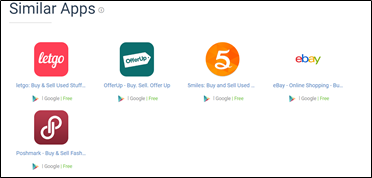 Similar Apps
letgo
OfferUp
5
ebay
letgo: Buy & Sell Used Stuff...
OfferUp - Buy. Sell. Offer Up
5miles: Buy and Sell Used ...
eBay - Online Shopping - Bu...
| Google | Free
| Google | Free
| Google | Free
| Google | Free
Poshmark - Buy & Sell Fash...
| Google | Free